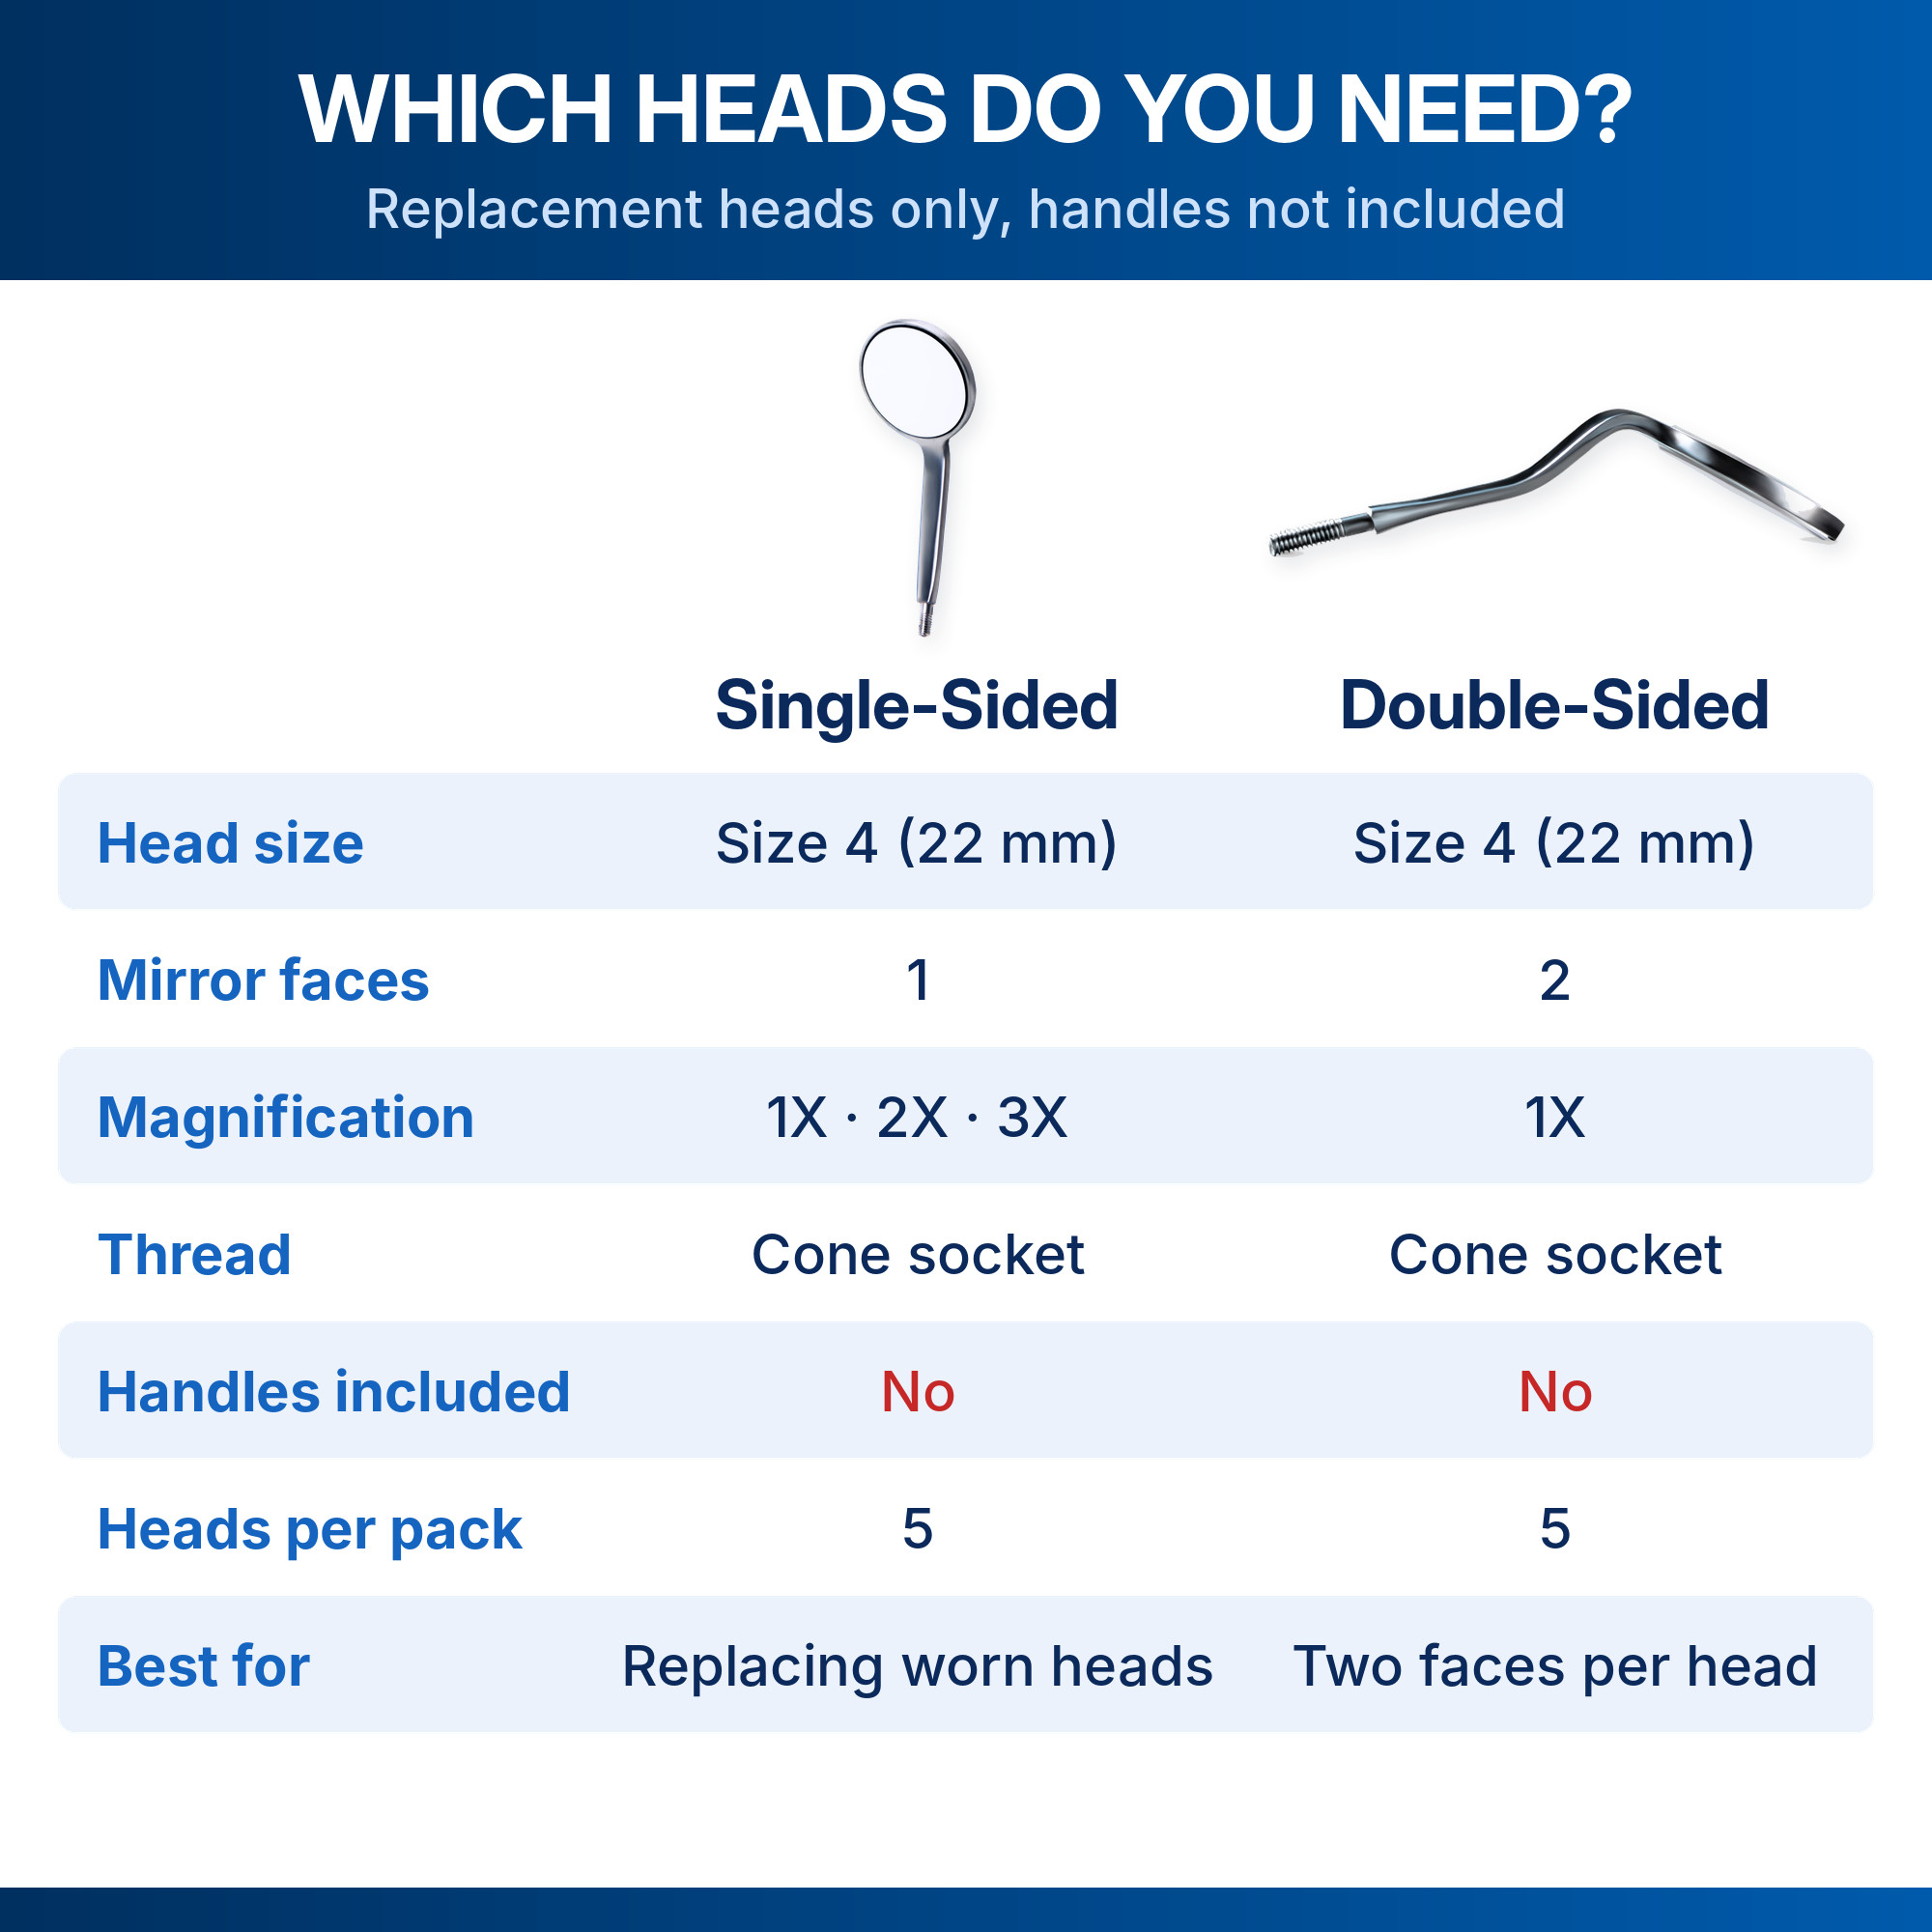 WHICH HEADS DO YOU NEED?
Replacement heads only, handles not included
Single-Sided Double-Sided
Head size Size 4 (22 mm) Size 4 (22 mm)
Mirror faces 1 2
Magnification 1X · 2X · 3X 1X
Thread Cone socket Cone socket
Handles included No No
Heads per pack 5 5
Best for Replacing worn heads Two faces per head